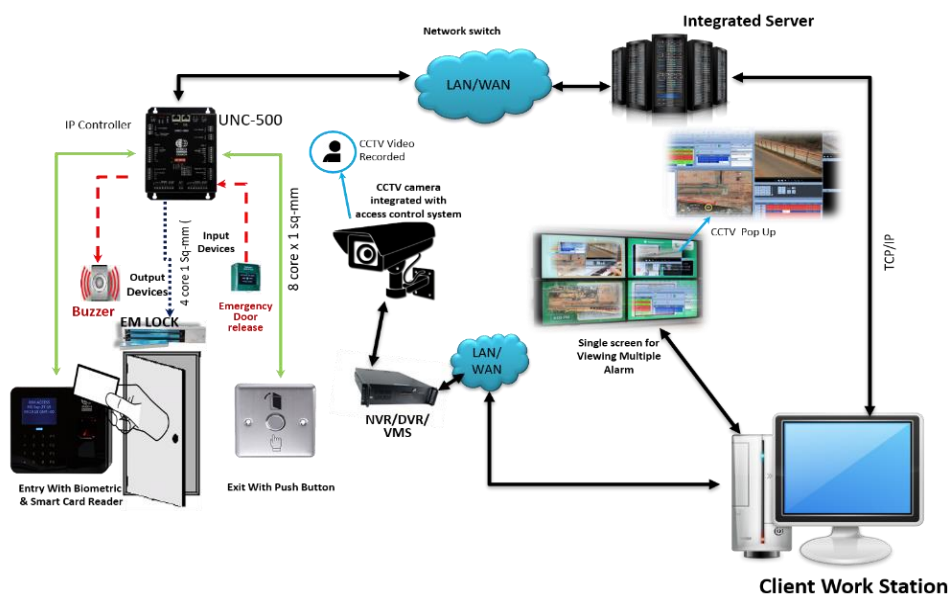 Integrated Server
Network switch
LAN/WAN
IP Controller
UNC-500
CCTV Video
Recorded
CCTV camera
integrated with
access control system
CCTV Pop Up
TCP/IP
8 core x 1 sq-mm
4 core 1 Sq-mm (
Input
Devices
Output
Devices
Buzzer
Emergency
Door
release
EM LOCK
Single screen for
Viewing Multiple
Alarm
LAN/
WAN
NVR/DVR/
VMS
Entry With Biometric
& Smart Card Reader
Exit With Push Button
Client Work Station